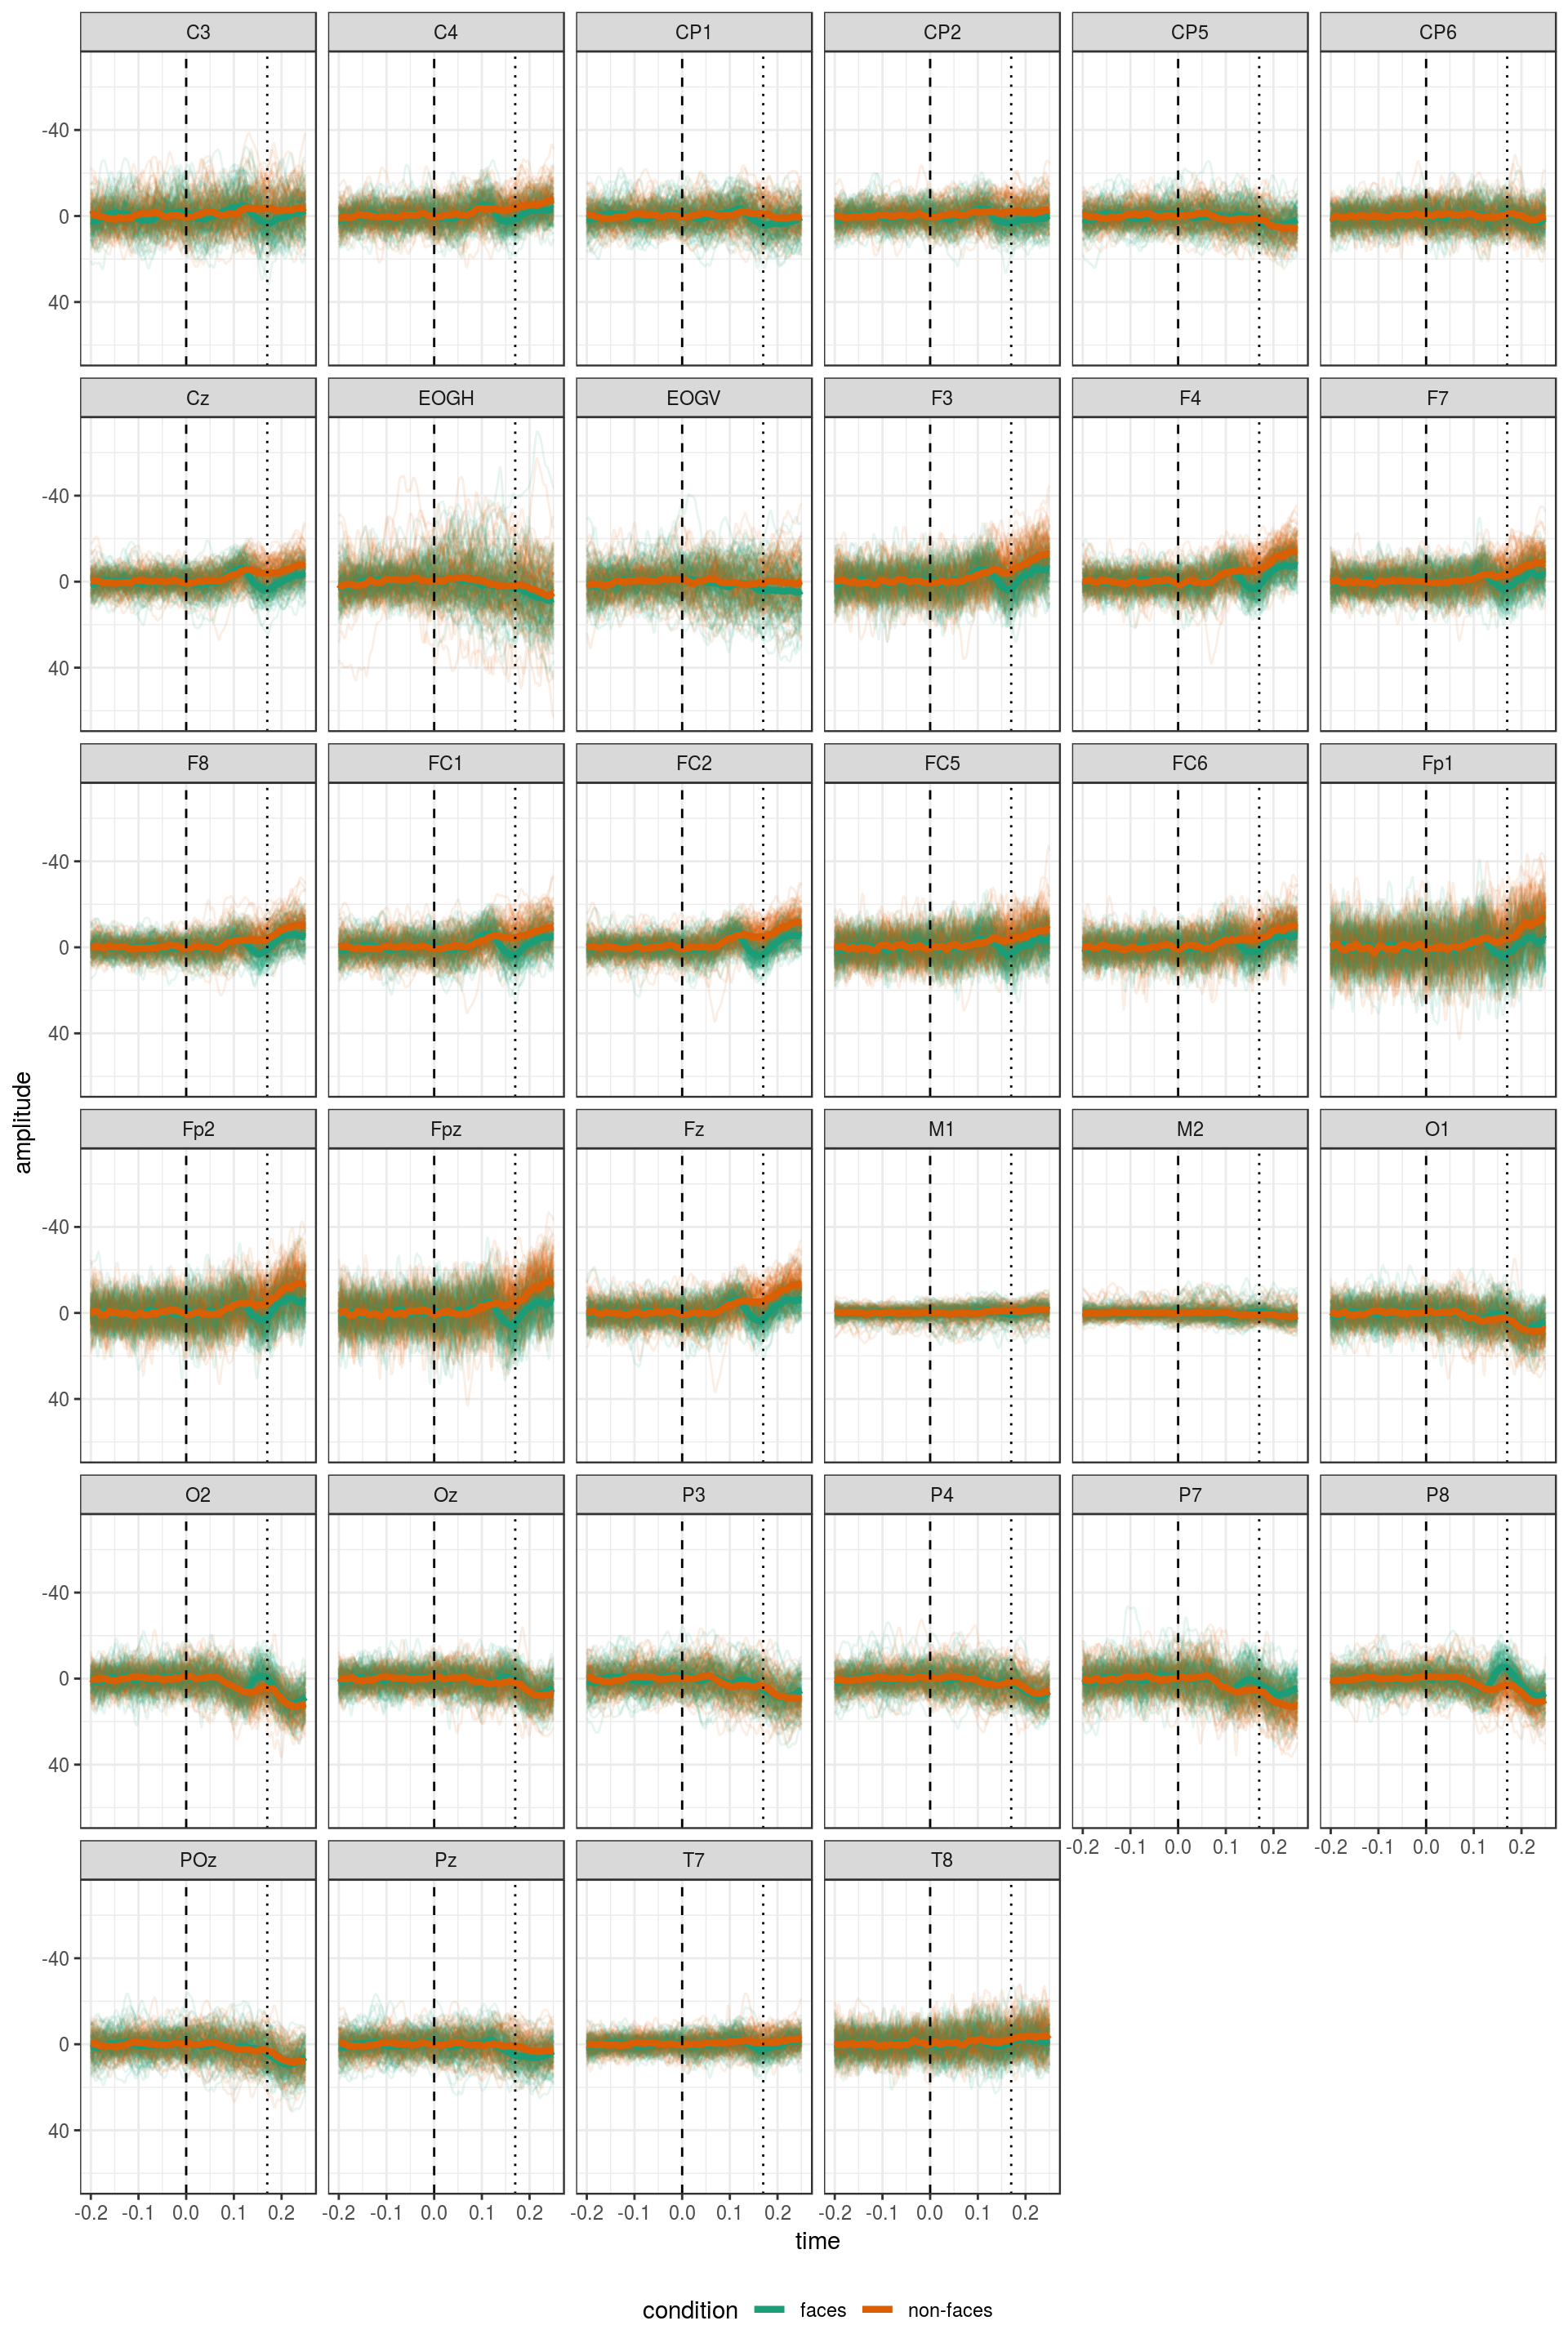 C3 C4 CP1 CP2 CP5 CP6
-40
0
40
Cz EOGH EOGV F3 F4 F7
-40
0
40
F8 FC1 FC2 FC5 FC6 Fp1
-40
0
40
amplitude
Fp2 Fpz Fz M1 M2 O1
-40
0
40
O2 Oz P3 P4 P7 P8
-40
0
40
-0.2 -0.1 0.0 0.1 0.2 -0.2 -0.1 0.0 0.1 0.2
POz Pz T7 T8
-40
0
40
-0.2 -0.1 0.0 0.1 0.2 -0.2 -0.1 0.0 0.1 0.2 -0.2 -0.1 0.0 0.1 0.2 -0.2 -0.1 0.0 0.1 0.2
time
condition faces non-faces